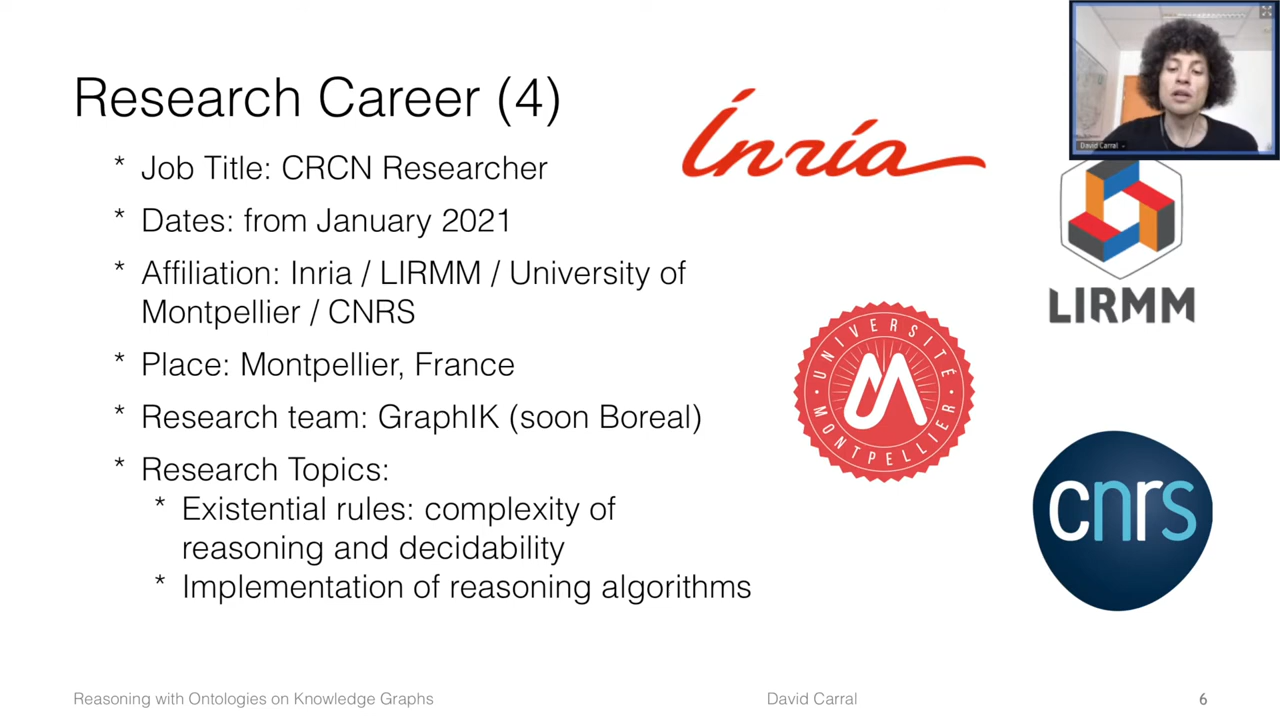 Research Career (4)
* Job Title: CRCN Researcher
* Dates: from January 2021
* Affiliation: Inria / LIRMM / University of
Montpellier / CNRS
* Place: Montpellier, France
* Research team: GraphIK (soon Boreal)
* Research Topics:
* Existential rules: complexity of
reasoning and decidability
* Implementation of reasoning algorithms
Inria
David Carral
LIRMM
UNIVERSITÉ
MONTPELLIER
cnrs
Reasoning with Ontologies on Knowledge Graphs
David Carral
6